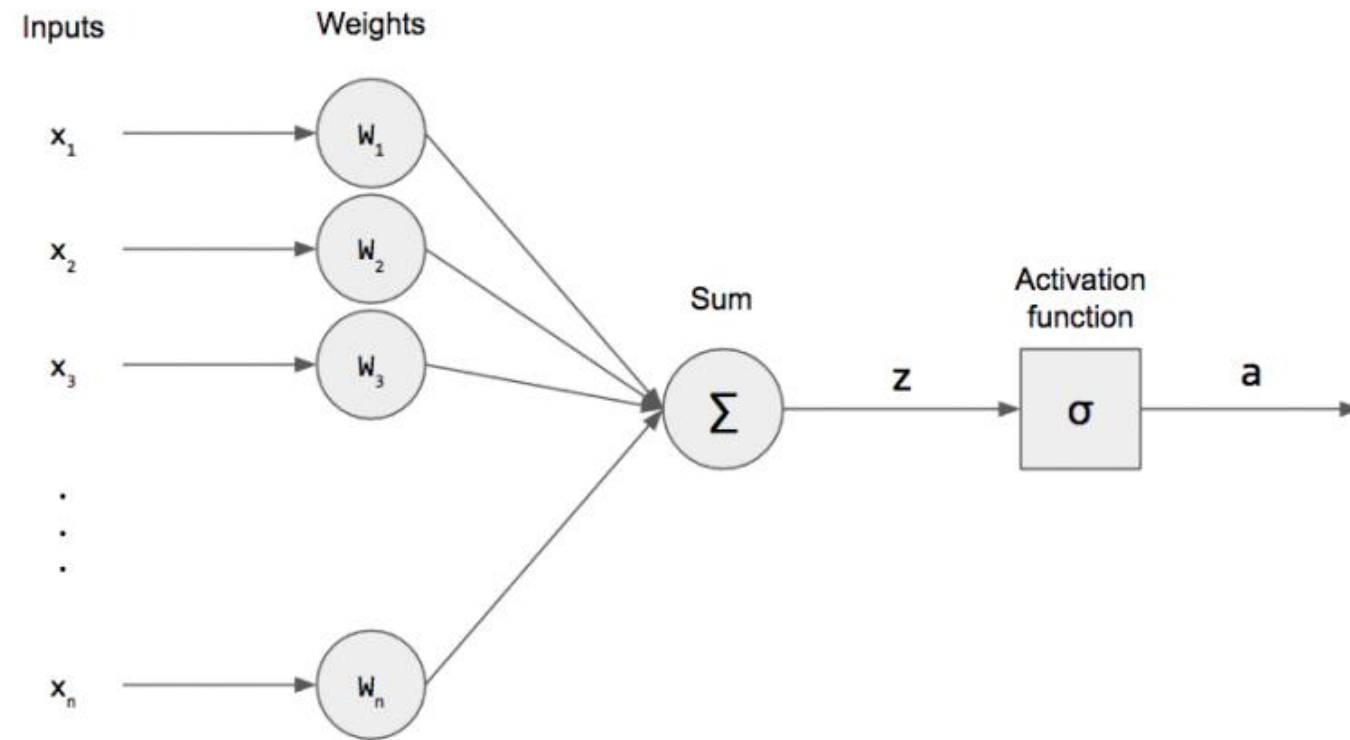 Inputs
Weights
x₁
W₁
x₂
W₂
x₃
W₃
.
.
.
xₙ
Wₙ
Sum
Σ
z
Activation
function
σ
a